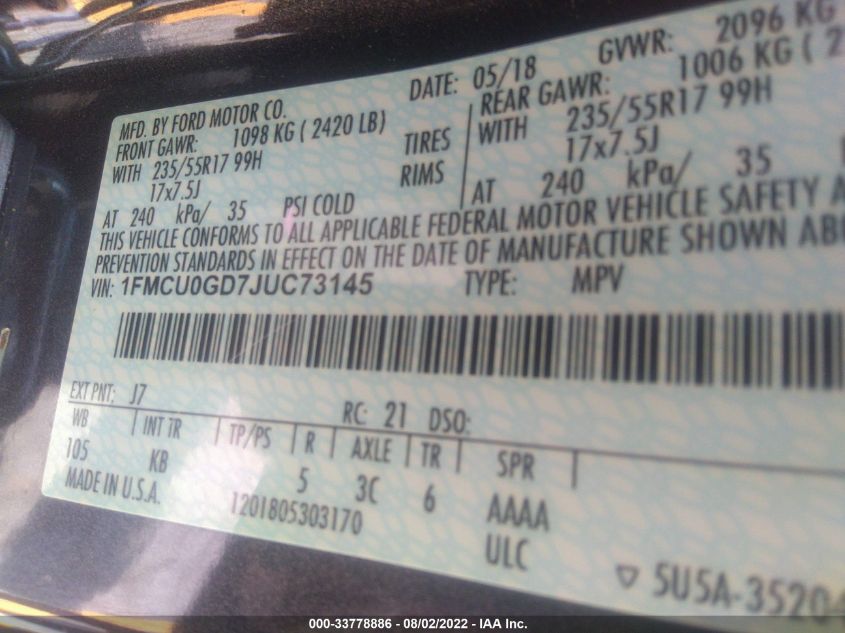 MFD. BY FORD MOTOR CO. DATE: 05/18 GVWR: 2096 KG
FRONT GAWR: 1098 KG ( 2420 LB) REAR GAWR: 1006 KG (
WITH 235/55R17 99H TIRES WITH 235/55R17 99H
17x7.5J RIMS 17x7.5J
AT 240 kPa/ 35 PSI COLD AT 240 kPa/ 35
THIS VEHICLE CONFORMS TO ALL APPLICABLE FEDERAL MOTOR VEHICLE SAFETY
PREVENTION STANDARDS IN EFFECT ON THE DATE OF MANUFACTURE SHOWN
VIN: 1FMCU0GD7JUC73145 TYPE: MPV
EXT PNT: J7 RC: 21 DSO:
WB INT TR TP/PS R AXLE TR SPR
105 KB 5 3C 6 AAAA
MADE IN U.S.A. 1201805303170 ULC
5U5A-3520
000-33778886 - 08/02/2022 - IAA Inc.